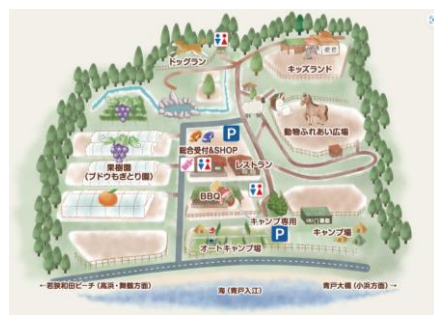 ドッグラン
キッズランド
動物ふれあい広場
総合受付&SHOP
P
レストラン
果樹園
(ブドウもぎとり園)
BBQ
キャンプ専用
P
キャンプ場
オートキャンプ場
←若狭和田ビーチ(高浜・舞鶴方面)
海(青戸入江)
青戸大橋(小浜方面)→